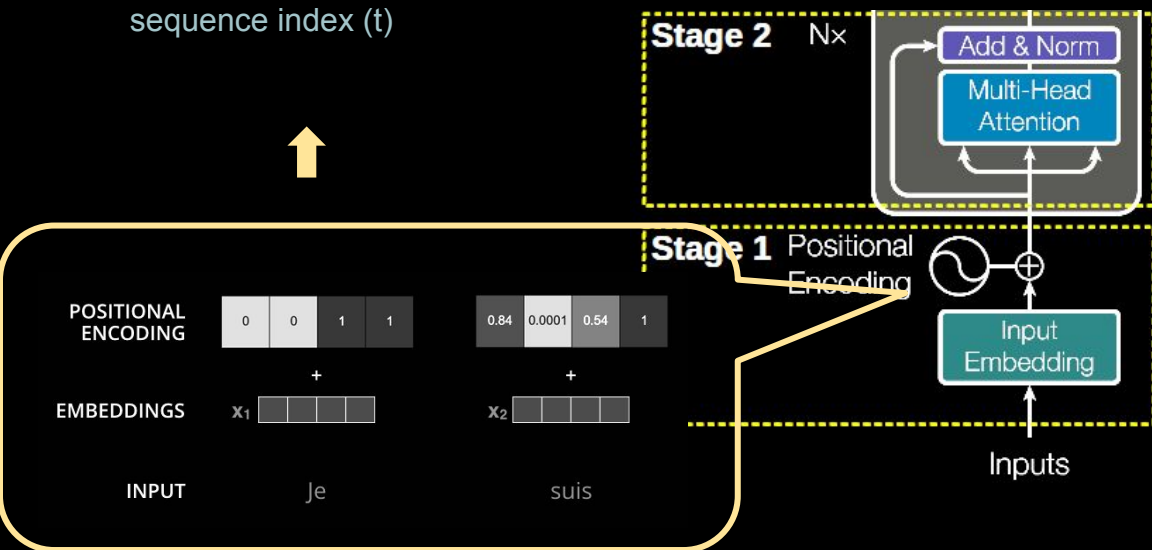 sequence index (t)
Stage 2 N×
Add & Norm
Multi-Head
Attention
Stage 1 Positional
Encoding
Input
Embedding
Inputs
POSITIONAL
ENCODING
0 0 1 1
0.84 0.0001 0.54 1
+ +
EMBEDDINGS X₁ X₂
INPUT Je suis